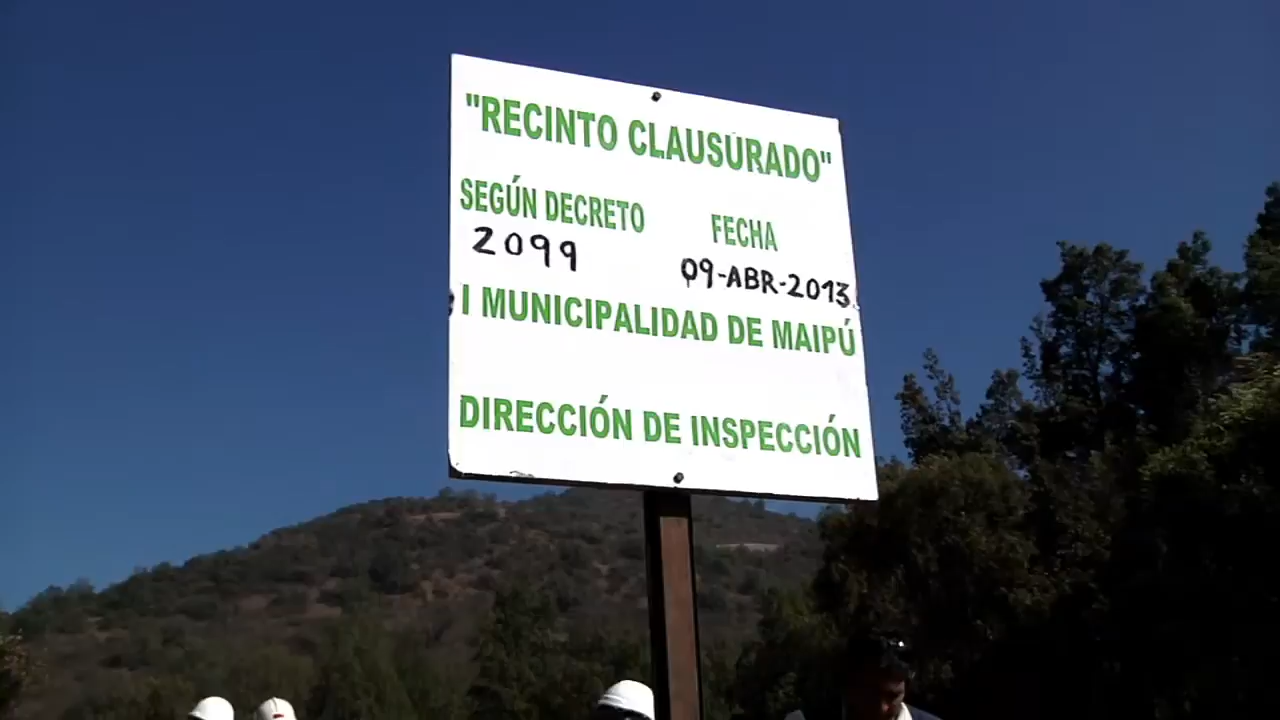 "RECINTO CLAUSURADO"
SEGÚN DECRETO FECHA
2099 09-ABR-2013
I MUNICIPALIDAD DE MAIPÚ
DIRECCIÓN DE INSPECCIÓN